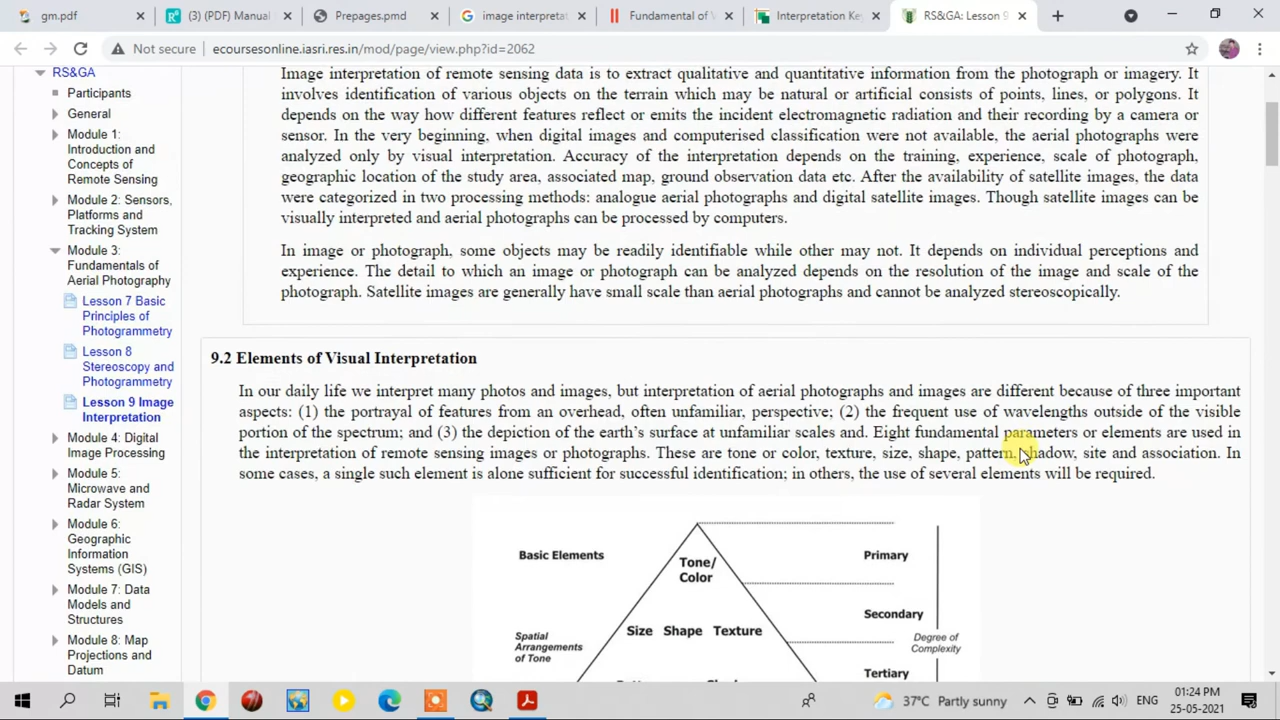 gm.pdf
(3) (PDF) Manual
Prepages.pmd
image interpreta
Fundamental of
Interpretation Ke
RS&GA: Lesson 9
Not secure
ecoursesonline.iasri.res.in/mod/page/view.php?id=2062
RS&GA
Participants
General
Module 1:
Introduction and
Concepts of
Remote Sensing
Module 2: Sensors,
Platforms and
Tracking System
Module 3:
Fundamentals of
Aerial Photography
Lesson 7 Basic
Principles of
Photogrammetry
Lesson 8
Stereoscopy and
Photogrammetry
Lesson 9 Image
Interpretation
Module 4: Digital
Image Processing
Module 5:
Microwave and
Radar System
Module 6:
Geographic
Information
Systems (GIS)
Module 7: Data
Models and
Structures
Module 8: Map
Projections and
Datum
Image interpretation of remote sensing data is to extract qualitative and quantitative information from the photograph or imagery. It
involves identification of various objects on the terrain which may be natural or artificial consists of points, lines, or polygons. It
depends on the way how different features reflect or emits the incident electromagnetic radiation and their recording by a camera or
sensor. In the very beginning, when digital images and computerised classification were not available, the aerial photographs were
analyzed only by visual interpretation. Accuracy of the interpretation depends on the training, experience, scale of photograph,
geographic location of the study area, associated map, ground observation data etc. After the availability of satellite images, the data
were categorized in two processing methods: analogue aerial photographs and digital satellite images. Though satellite images can be
visually interpreted and aerial photographs can be processed by computers.
In image or photograph, some objects may be readily identifiable while other may not. It depends on individual perceptions and
experience. The detail to which an image or photograph can be analyzed depends on the resolution of the image and scale of the
photograph. Satellite images are generally have small scale than aerial photographs and cannot be analyzed stereoscopically.
9.2 Elements of Visual Interpretation
In our daily life we interpret many photos and images, but interpretation of aerial photographs and images are different because of three important
aspects: (1) the portrayal of features from an overhead, often unfamiliar, perspective; (2) the frequent use of wavelengths outside of the visible
portion of the spectrum; and (3) the depiction of the earth's surface at unfamiliar scales and. Eight fundamental parameters or elements are used in
the interpretation of remote sensing images or photographs. These are tone or color, texture, size, shape, pattern, shadow, site and association. In
some cases a single such element is alone sufficient for successful identification; in others, the use of several elements will be required.
Basic Elements
Tone/
Color
Primary
Secondary
Size Shape Texture
Spatial
Arrangements
of Tone
Degree of
Complexity
Tertiary
37°C Partly sunny
ENG
01:24 PM
25-05-2021